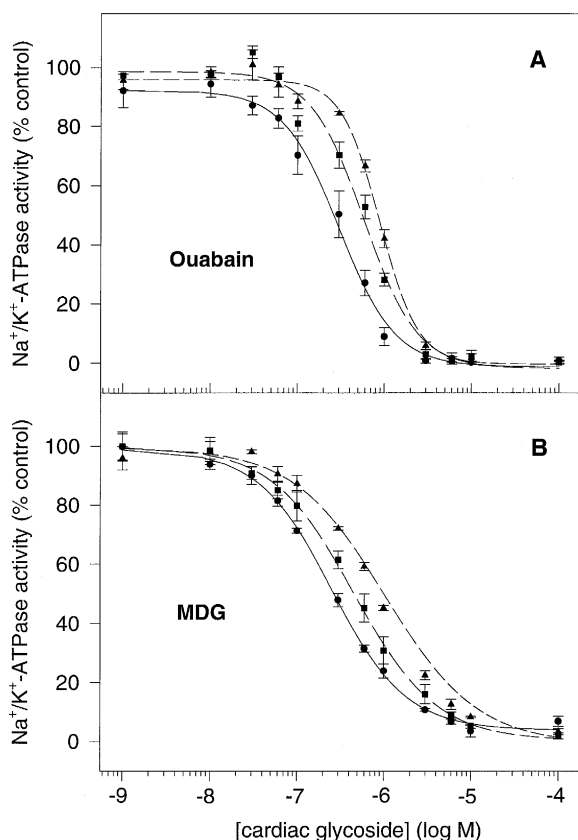 A
Na+/K+-ATPase activity (% control)
100
80
60
40
20
0
Ouabain
B
Na+/K+-ATPase activity (% control)
100
80
60
40
20
0
MDG
-9 -8 -7 -6 -5 -4
[cardiac glycoside] (log M)